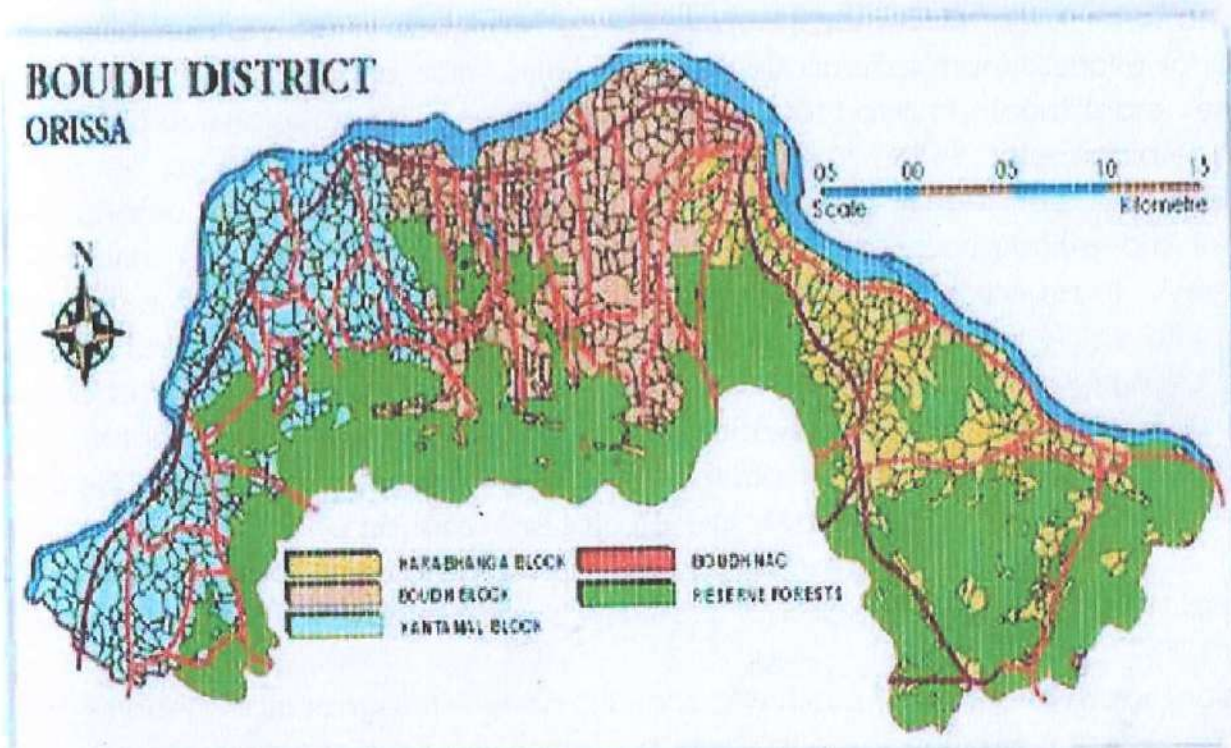 BOUDH DISTRICT
ORISSA
05 00 05 10 15
Scale Kilometre
N
HARABHANGA BLOCK
BOUDH BLOCK
KANTAMAL BLOCK
BOUDH NAC
RESERVE FORESTS